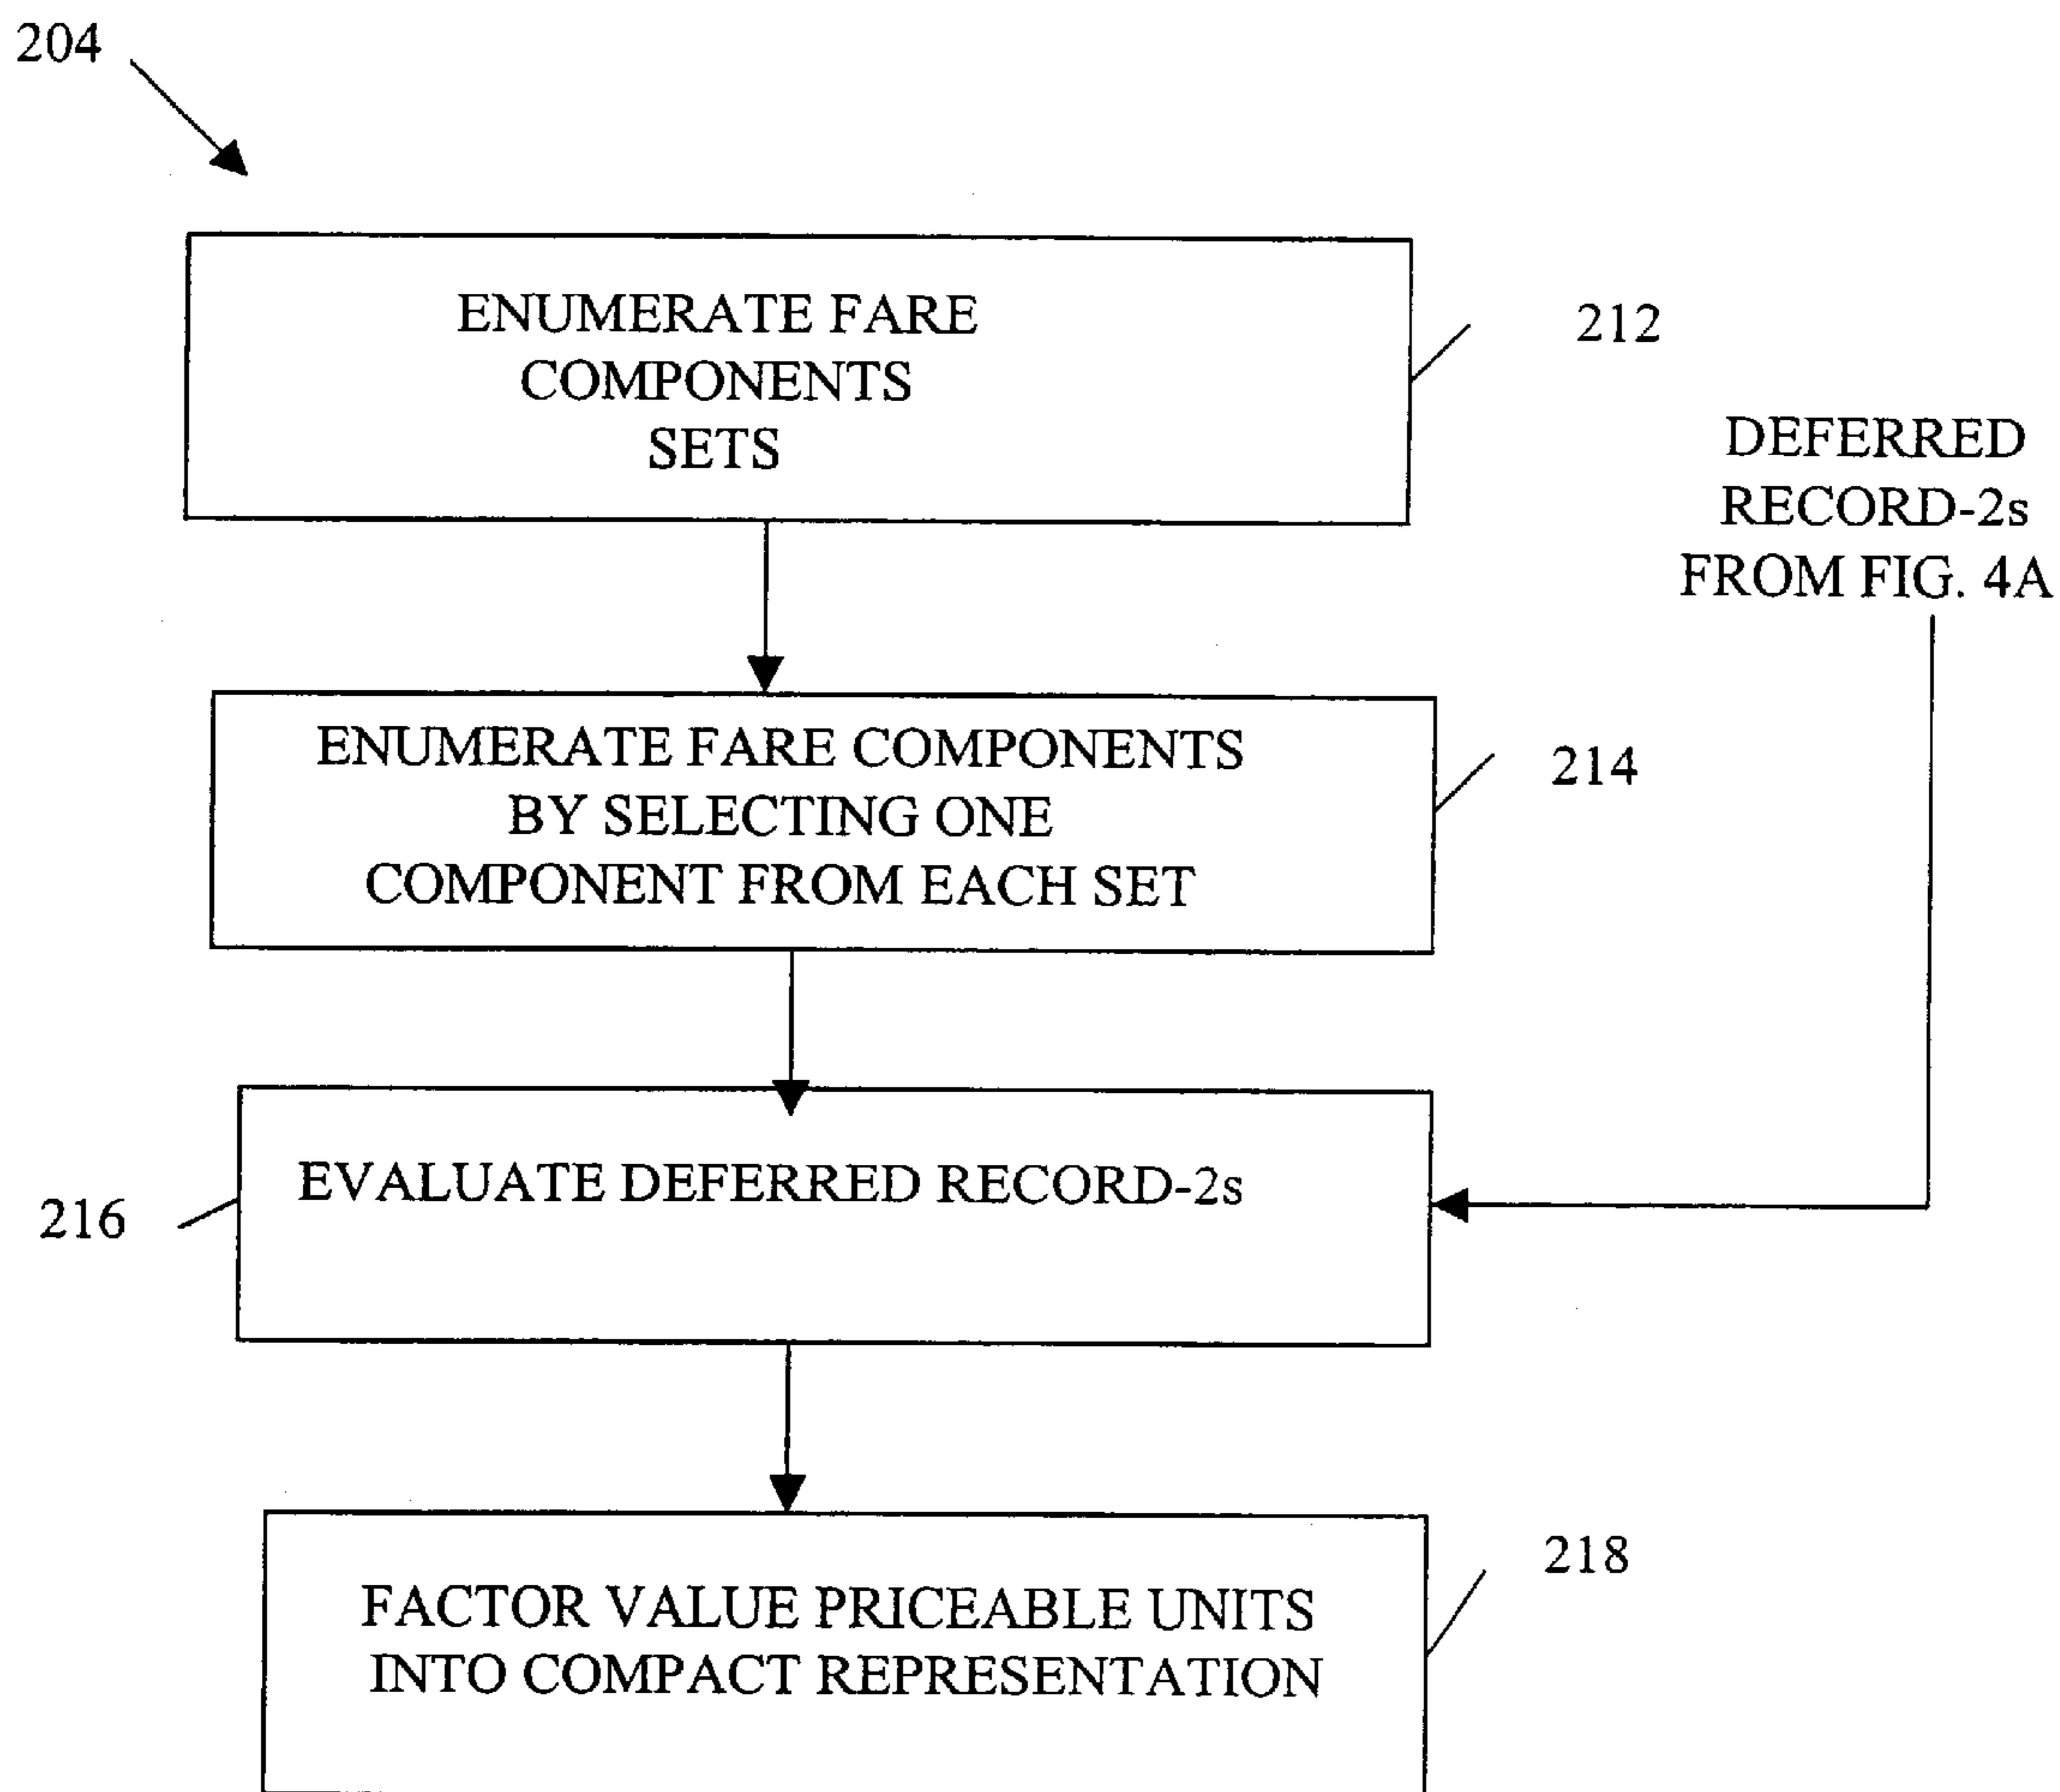 204
ENUMERATE FARE
COMPONENTS
SETS
212
DEFERRED
RECORD-2s
FROM FIG. 4A
ENUMERATE FARE COMPONENTS
BY SELECTING ONE
COMPONENT FROM EACH SET
214
EVALUATE DEFERRED RECORD-2s
216
FACTOR VALUE PRICEABLE UNITS
INTO COMPACT REPRESENTATION
218